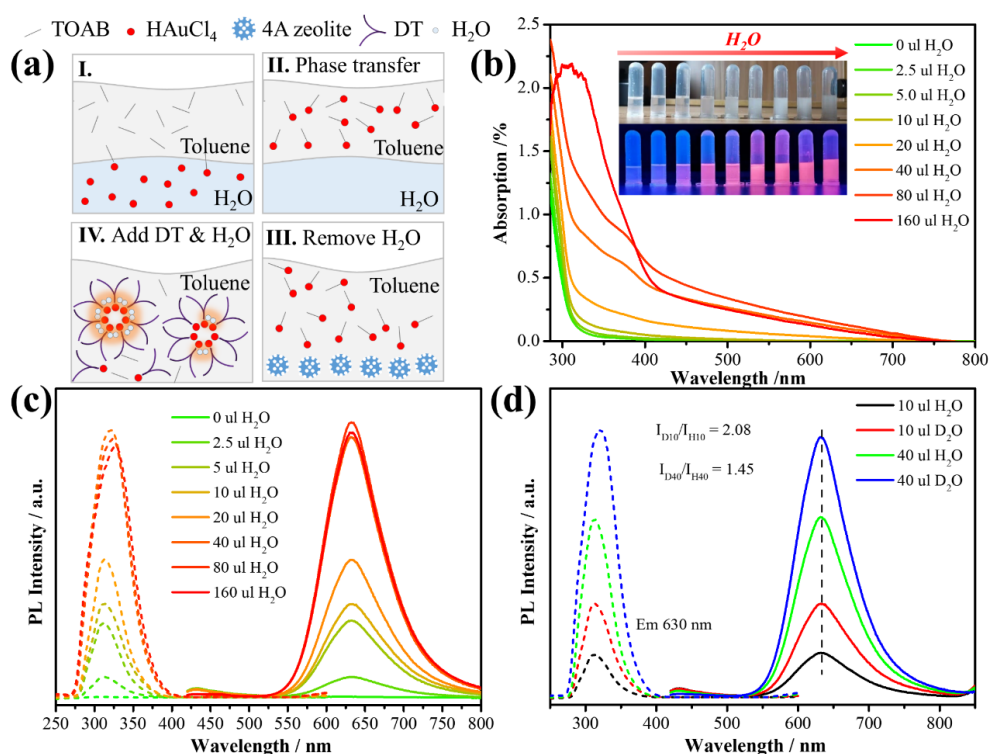 TOAB HAuCl₄ 4A zeolite DT H₂O
(a)
I.
Toluene
H₂O
II. Phase transfer
Toluene
H₂O
IV. Add DT & H₂O
Toluene
III. Remove H₂O
Toluene
(b)
Absorption /%
2.5
2.0
1.5
1.0
0.5
0.0
300 400 500 600 700 800
Wavelength /nm
H₂O
0 ul H₂O
2.5 ul H₂O
5.0 ul H₂O
10 ul H₂O
20 ul H₂O
40 ul H₂O
80 ul H₂O
160 ul H₂O
(c)
PL Intensity / a.u.
0 ul H₂O
2.5 ul H₂O
5 ul H₂O
10 ul H₂O
20 ul H₂O
40 ul H₂O
80 ul H₂O
160 ul H₂O
250 300 350 400 450 500 550 600 650 700 750 800
Wavelength / nm
(d)
PL Intensity / a.u.
I_D10/I_H10 = 2.08
I_D40/I_H40 = 1.45
10 ul H₂O
10 ul D₂O
40 ul H₂O
40 ul D₂O
Em 630 nm
300 400 500 600 700 800
Wavelength / nm